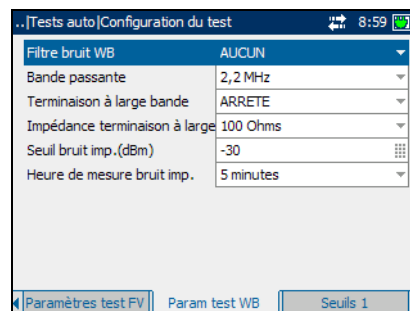 ..|Tests auto|Configuration du test 8:59
Filtre bruit WB AUCUN
Bande passante 2,2 MHz
Terminaison à large bande ARRETE
Impédance terminaison à large 100 Ohms
Seuil bruit imp.(dBm) -30
Heure de mesure bruit imp. 5 minutes
Paramètres test FV Param test WB Seuils 1